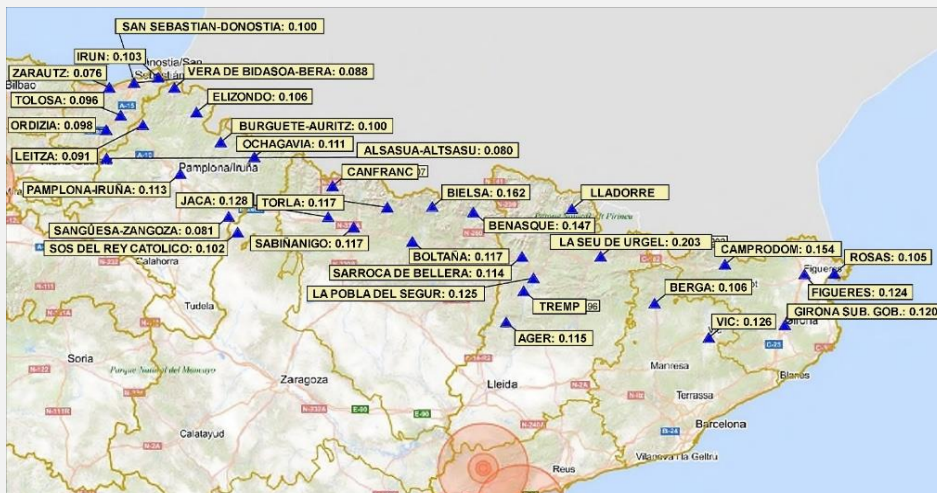 SAN SEBASTIAN-DONOSTIA: 0.100
IRUN: 0.103
VERA DE BIDASOA-BERA: 0.088
ZARAUTZ: 0.076
Bilbao
TOLOSA: 0.096
A-15
ELIZONDO: 0.106
ORDIZIA: 0.098
BURGUETE-AURITZ: 0.100
OCHAGAVIA: 0.111
ALSASUA-ALTSASU: 0.080
LEITZA: 0.091
Pamplona/Iruña
CANFRANC
PAMPLONA-IRUÑA: 0.113
JACA: 0.128
TORLA: 0.117
BIELSA: 0.162
LLADORRE
BENASQUE: 0.147
SANGÜESA-ZANGOZA: 0.081
LA SEU DE URGEL: 0.203
CAMPRODOM: 0.154
SOS DEL REY CATOLICO: 0.102
SABIÑANIGO: 0.117
BOLTAÑA: 0.117
ROSAS: 0.105
Calahorra
SARROCA DE BELLERA: 0.114
Figueres
LA POBLA DEL SEGUR: 0.125
BERGA: 0.106
FIGUERES: 0.124
TREMP
Tudela
VIC: 0.126
GIRONA SUB. GOB.: 0.120
AGER: 0.115
Girona
Soria
Parque Natural del Moncayo
Zaragoza
Lleida
Manresa
Blanes
Terrassa
Calatayud
E-90
Barcelona
Reus
Vilanova i la Geltrú